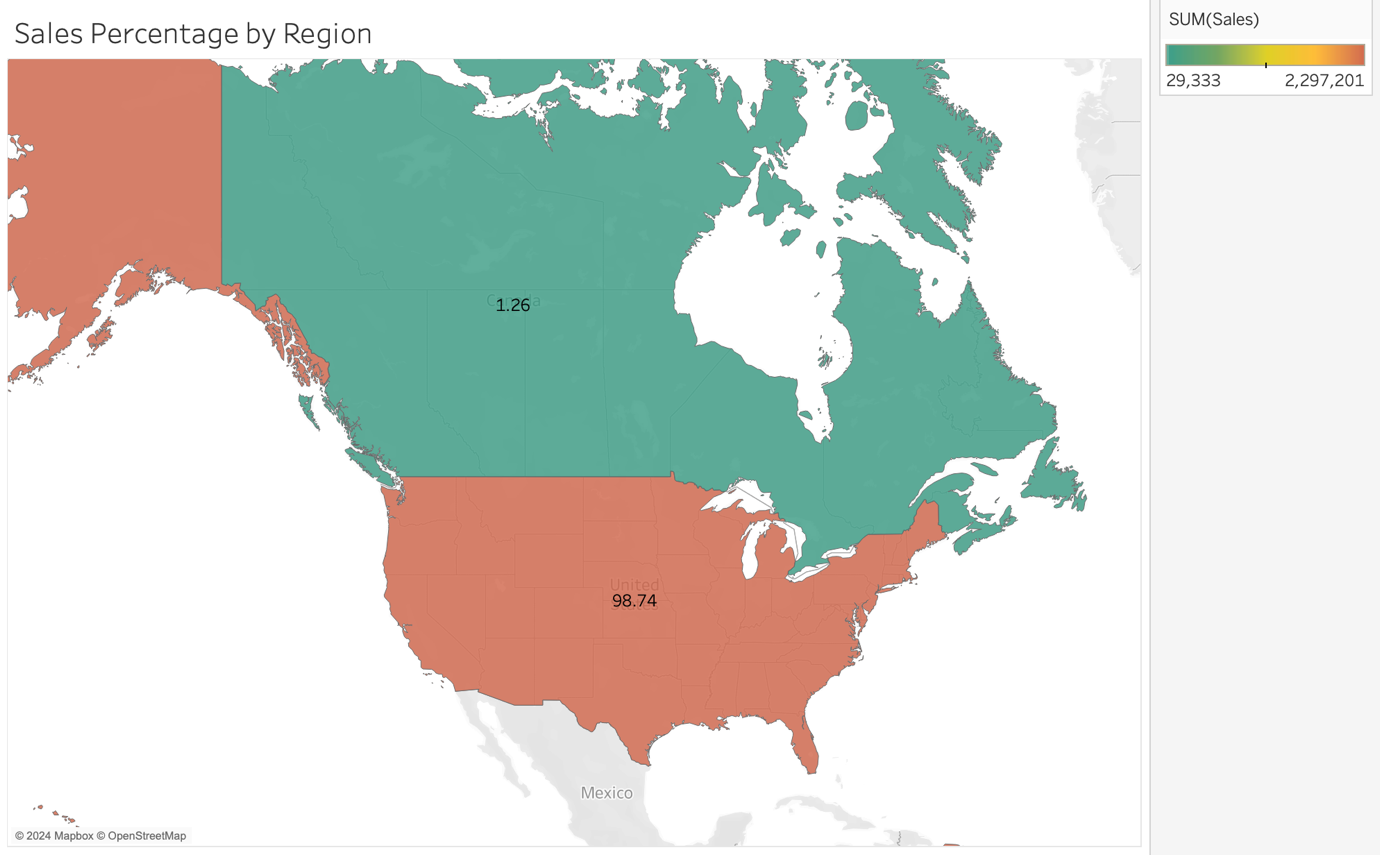 Sales Percentage by Region
SUM(Sales)
29,333
2,297,201
1.26
United
98.74
Mexico
© 2024 Mapbox © OpenStreetMap